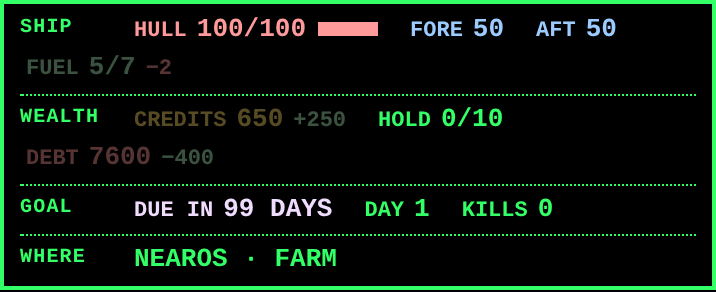 SHIP HULL 100/100 FORE 50 AFT 50
FUEL 5/7 −2
WEALTH CREDITS 650 +250 HOLD 0/10
DEBT 7600 −400
GOAL DUE IN 99 DAYS DAY 1 KILLS 0
WHERE NEAROS · FARM